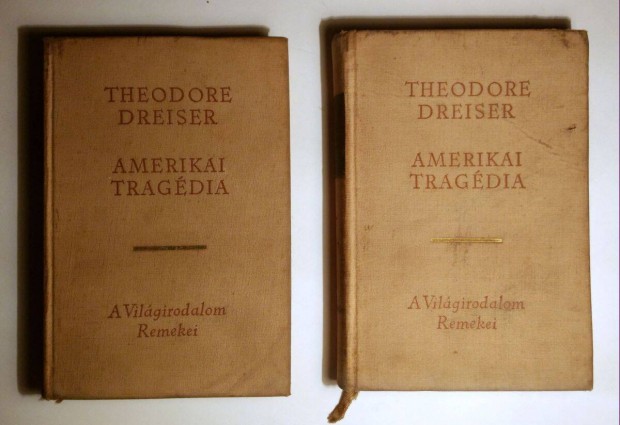 THEODORE
DREISER
AMERIKAI
TRAGÉDIA
A Világirodalom
Remekei
THEODORE
DREISER
AMERIKAI
TRAGÉDIA
A Világirodalom
Remekei